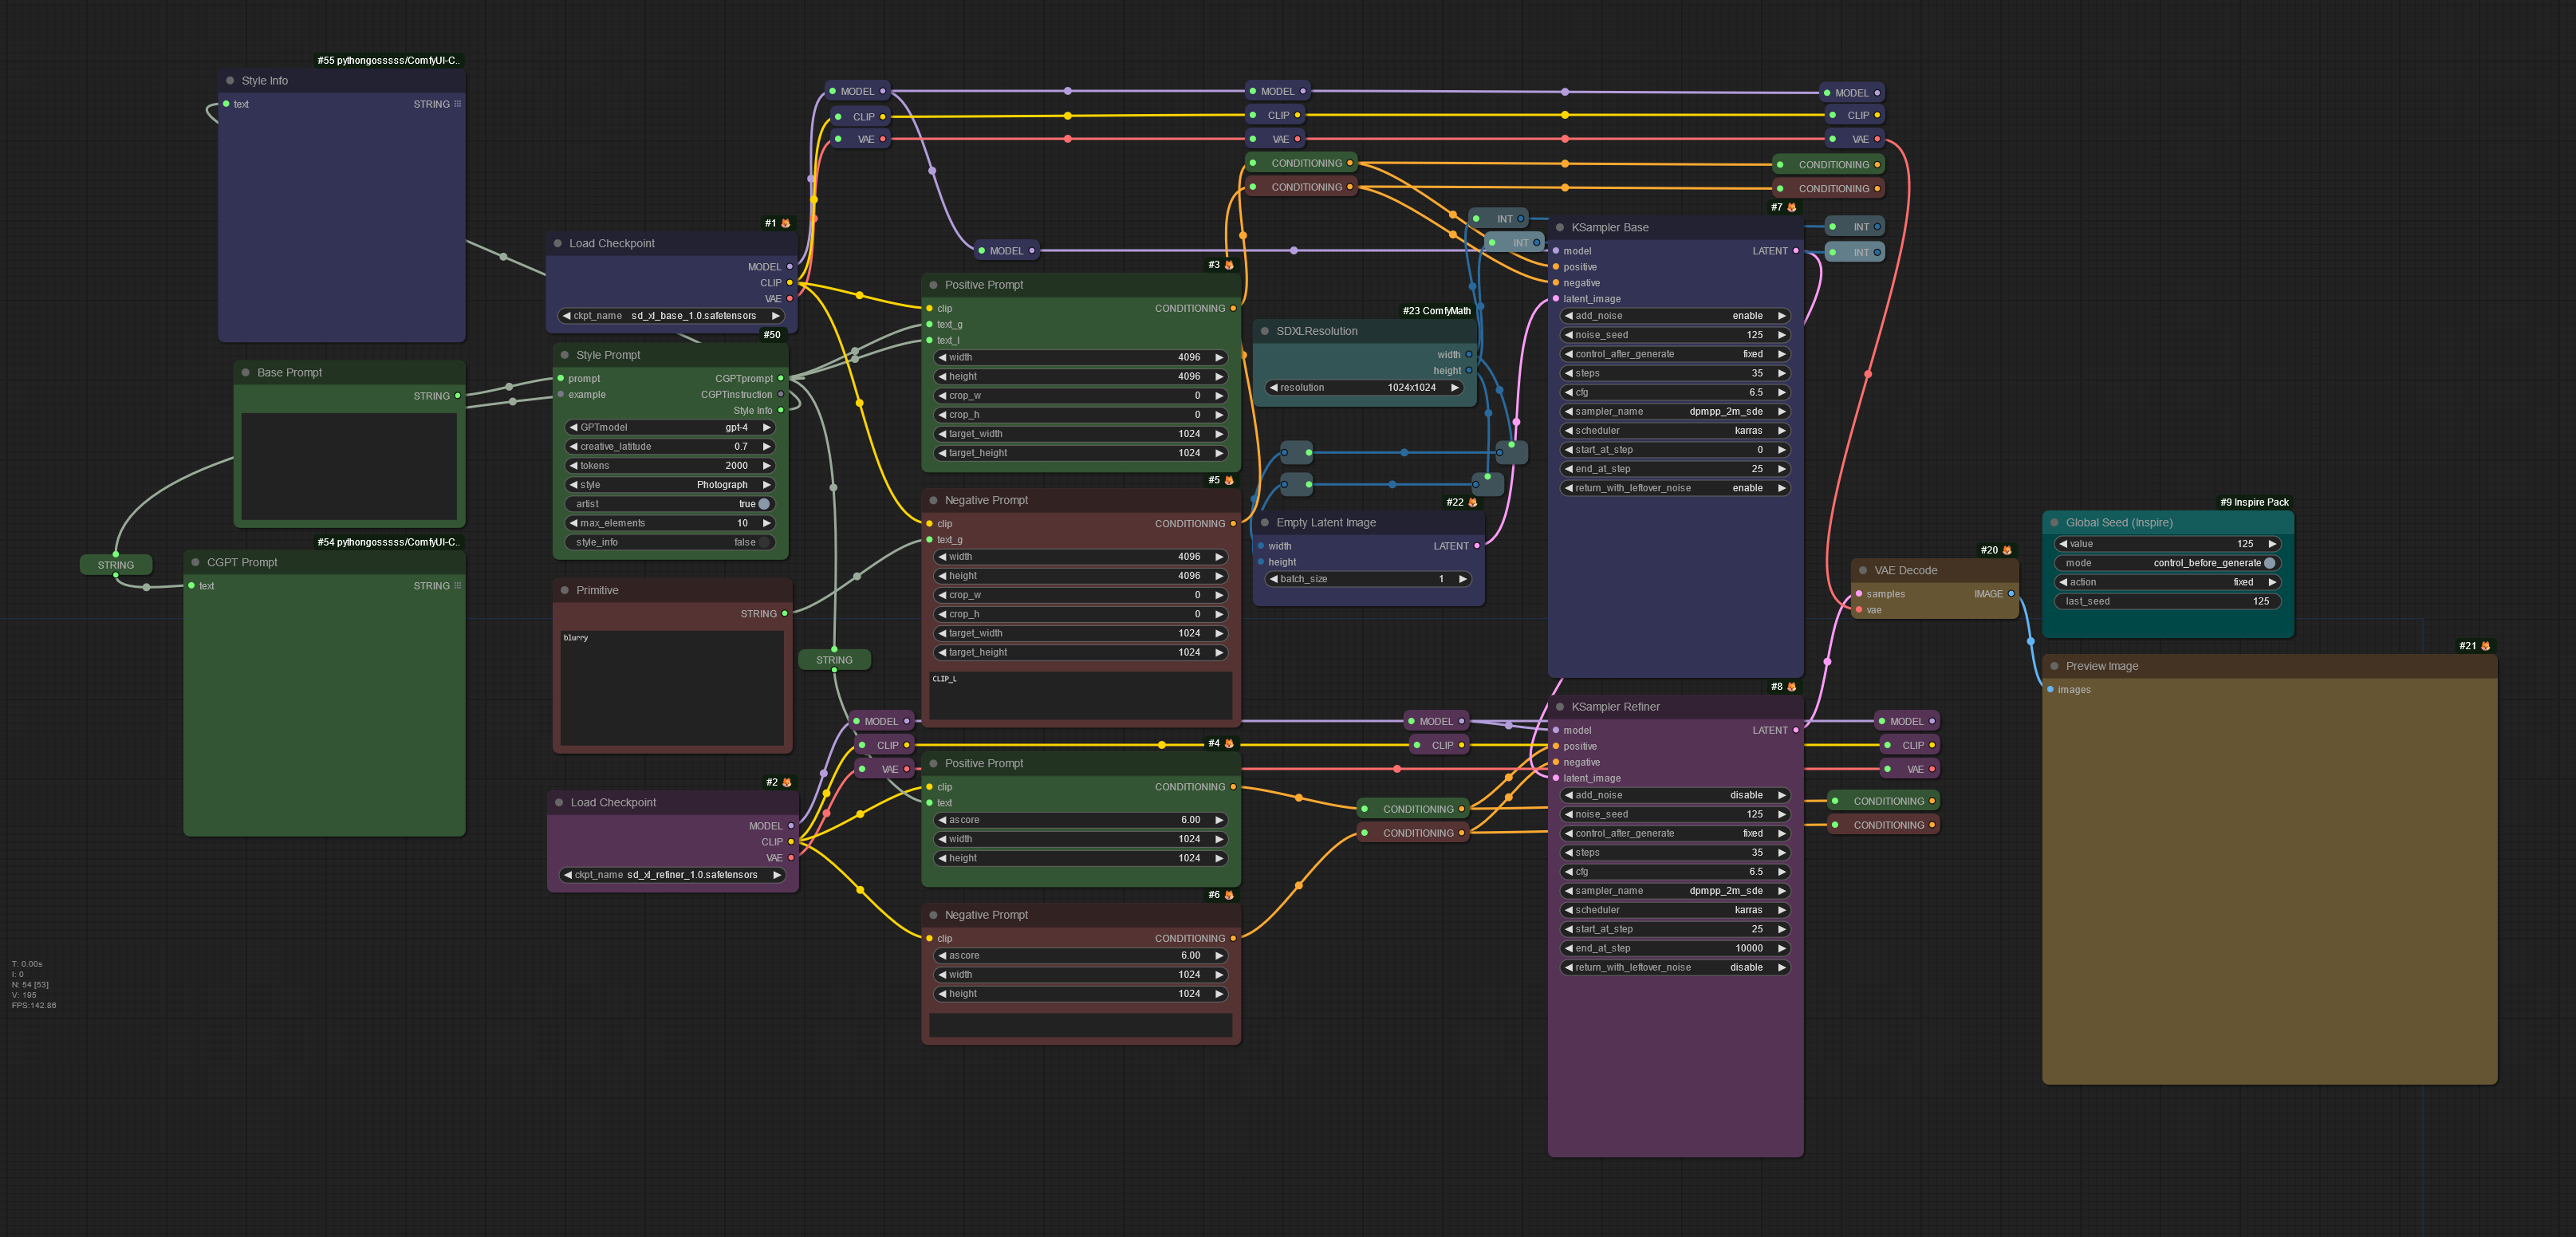 #55 pythongosssss/ComfyUI-C..
Style Info
text STRING
Base Prompt
STRING
STRING
#54 pythongosssss/ComfyUI-C..
CGPT Prompt
text STRING
T: 0.00s
I: 0
N: 54 [53]
V: 195
FPS:142.86
#1
Load Checkpoint
MODEL
CLIP
VAE
ckpt_name sd_xl_base_1.0.safetensors
#50
Style Prompt
prompt CGPTprompt
example CGPTinstruction
Style Info
GPTmodel gpt-4
creative_latitude 0.7
tokens 2000
style Photograph
artist true
max_elements 10
style_info false
Primitive
STRING
blurry
STRING
#2
Load Checkpoint
MODEL
CLIP
VAE
ckpt_name sd_xl_refiner_1.0.safetensors
MODEL
CLIP
VAE
MODEL
#3
Positive Prompt
clip CONDITIONING
text_g
text_l
width 4096
height 4096
crop_w 0
crop_h 0
target_width 1024
target_height 1024
#5
Negative Prompt
clip CONDITIONING
text_g
width 4096
height 4096
crop_w 0
crop_h 0
target_width 1024
target_height 1024
CLIP_L
MODEL
CLIP
VAE
#4
Positive Prompt
clip CONDITIONING
text
ascore 6.00
width 1024
height 1024
#6
Negative Prompt
clip CONDITIONING
ascore 6.00
width 1024
height 1024
MODEL
CLIP
VAE
CONDITIONING
CONDITIONING
INT
INT
#23 ComfyMath
SDXLResolution
width
height
resolution 1024x1024
#22
Empty Latent Image
width LATENT
height
batch_size 1
MODEL
CLIP
CONDITIONING
CONDITIONING
#7
KSampler Base
model LATENT
positive
negative
latent_image
add_noise enable
noise_seed 125
control_after_generate fixed
steps 35
cfg 6.5
sampler_name dpmpp_2m_sde
scheduler karras
start_at_step 0
end_at_step 25
return_with_leftover_noise enable
#8
KSampler Refiner
model LATENT
positive
negative
latent_image
add_noise disable
noise_seed 125
control_after_generate fixed
steps 35
cfg 6.5
sampler_name dpmpp_2m_sde
scheduler karras
start_at_step 25
end_at_step 10000
return_with_leftover_noise disable
MODEL
CLIP
VAE
CONDITIONING
CONDITIONING
INT
INT
#20
VAE Decode
samples IMAGE
vae
MODEL
CLIP
VAE
CONDITIONING
CONDITIONING
#9 Inspire Pack
Global Seed (Inspire)
value 125
mode control_before_generate
action fixed
last_seed 125
#21
Preview Image
images